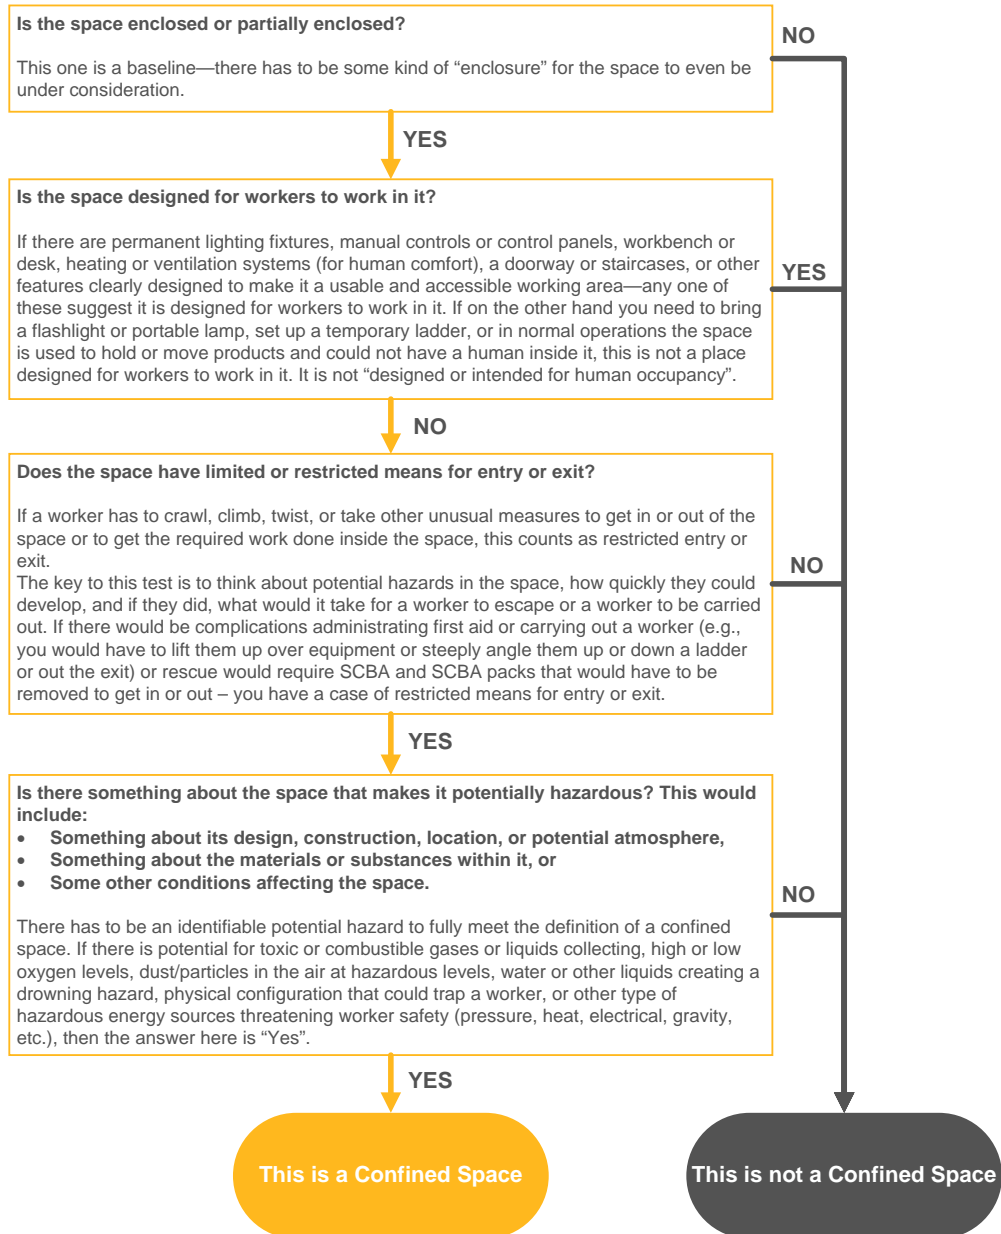 Is the space enclosed or partially enclosed?
NO
This one is a baseline—there has to be some kind of “enclosure” for the space to even be
under consideration.
YES
Is the space designed for workers to work in it?
If there are permanent lighting fixtures, manual controls or control panels, workbench or
desk, heating or ventilation systems (for human comfort), a doorway or staircases, or other
features clearly designed to make it a usable and accessible working area—any one of
these suggest it is designed for workers to work in it. If on the other hand you need to bring
a flashlight or portable lamp, set up a temporary ladder, or in normal operations the space
is used to hold or move products and could not have a human inside it, this is not a place
designed for workers to work in it. It is not “designed or intended for human occupancy”.
YES
NO
Does the space have limited or restricted means for entry or exit?
If a worker has to crawl, climb, twist, or take other unusual measures to get in or out of the
space or to get the required work done inside the space, this counts as restricted entry or
exit.
The key to this test is to think about potential hazards in the space, how quickly they could
develop, and if they did, what would it take for a worker to escape or a worker to be carried
out. If there would be complications administrating first aid or carrying out a worker (e.g.,
you would have to lift them up over equipment or steeply angle them up or down a ladder
or out the exit) or rescue would require SCBA and SCBA packs that would have to be
removed to get in or out – you have a case of restricted means for entry or exit.
NO
YES
Is there something about the space that makes it potentially hazardous? This would
include:
• Something about its design, construction, location, or potential atmosphere,
• Something about the materials or substances within it, or
• Some other conditions affecting the space.
There has to be an identifiable potential hazard to fully meet the definition of a confined
space. If there is potential for toxic or combustible gases or liquids collecting, high or low
oxygen levels, dust/particles in the air at hazardous levels, water or other liquids creating a
drowning hazard, physical configuration that could trap a worker, or other type of
hazardous energy sources threatening worker safety (pressure, heat, electrical, gravity,
etc.), then the answer here is “Yes”.
NO
YES
This is a Confined Space
This is not a Confined Space